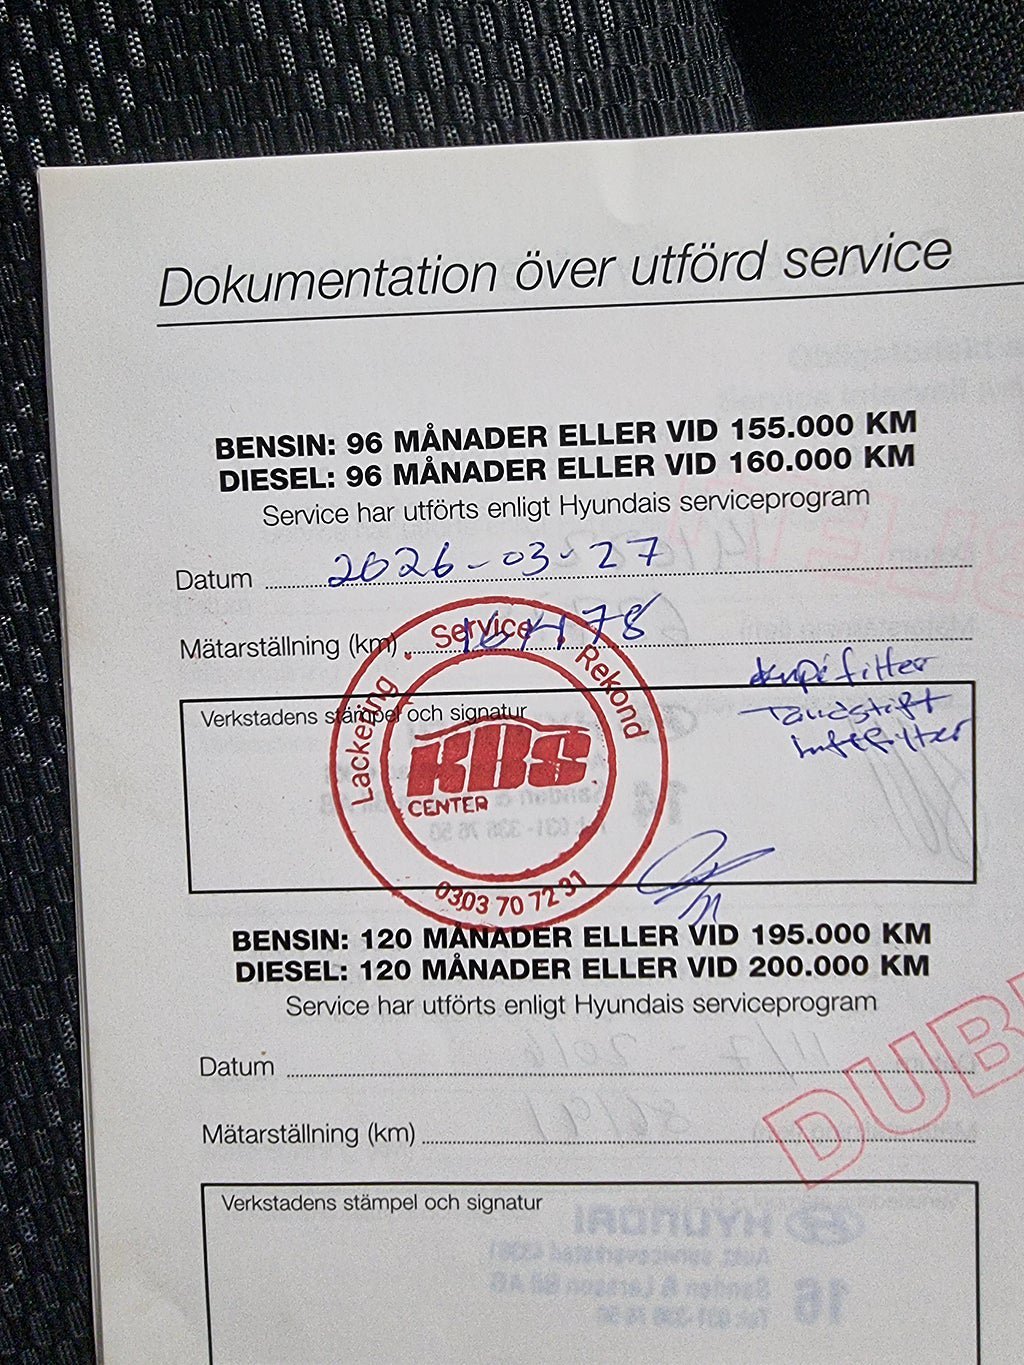 Dokumentation över utförd service
BENSIN: 96 MÅNADER ELLER VID 155.000 KM
DIESEL: 96 MÅNADER ELLER VID 160.000 KM
Service har utförts enligt Hyundais serviceprogram
Datum 2026-03-27
Mätarställning (km) 16478
kupéfilter
Tändstift
luftfilter
Verkstadens stämpel och signatur
Lackering . Service . Rekond
KBS
CENTER
0303 70 72 31
BENSIN: 120 MÅNADER ELLER VID 195.000 KM
DIESEL: 120 MÅNADER ELLER VID 200.000 KM
Service har utförts enligt Hyundais serviceprogram
Datum
Mätarställning (km)
DUB
Verkstadens stämpel och signatur